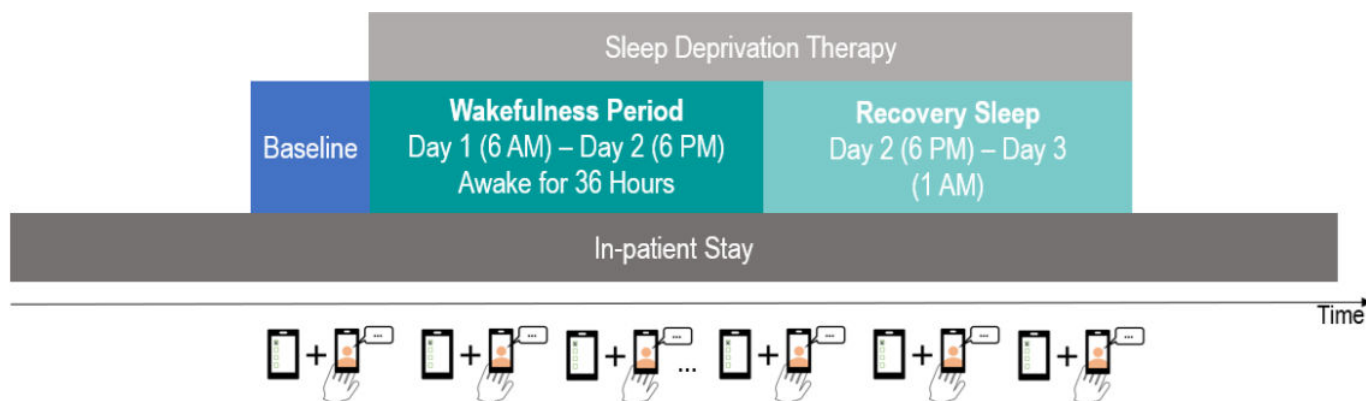 Sleep Deprivation Therapy
Baseline
Wakefulness Period
Day 1 (6 AM) – Day 2 (6 PM)
Awake for 36 Hours
Recovery Sleep
Day 2 (6 PM) – Day 3
(1 AM)
In-patient Stay
Time
+ ... + ... + ... ... + ... + ... + ...